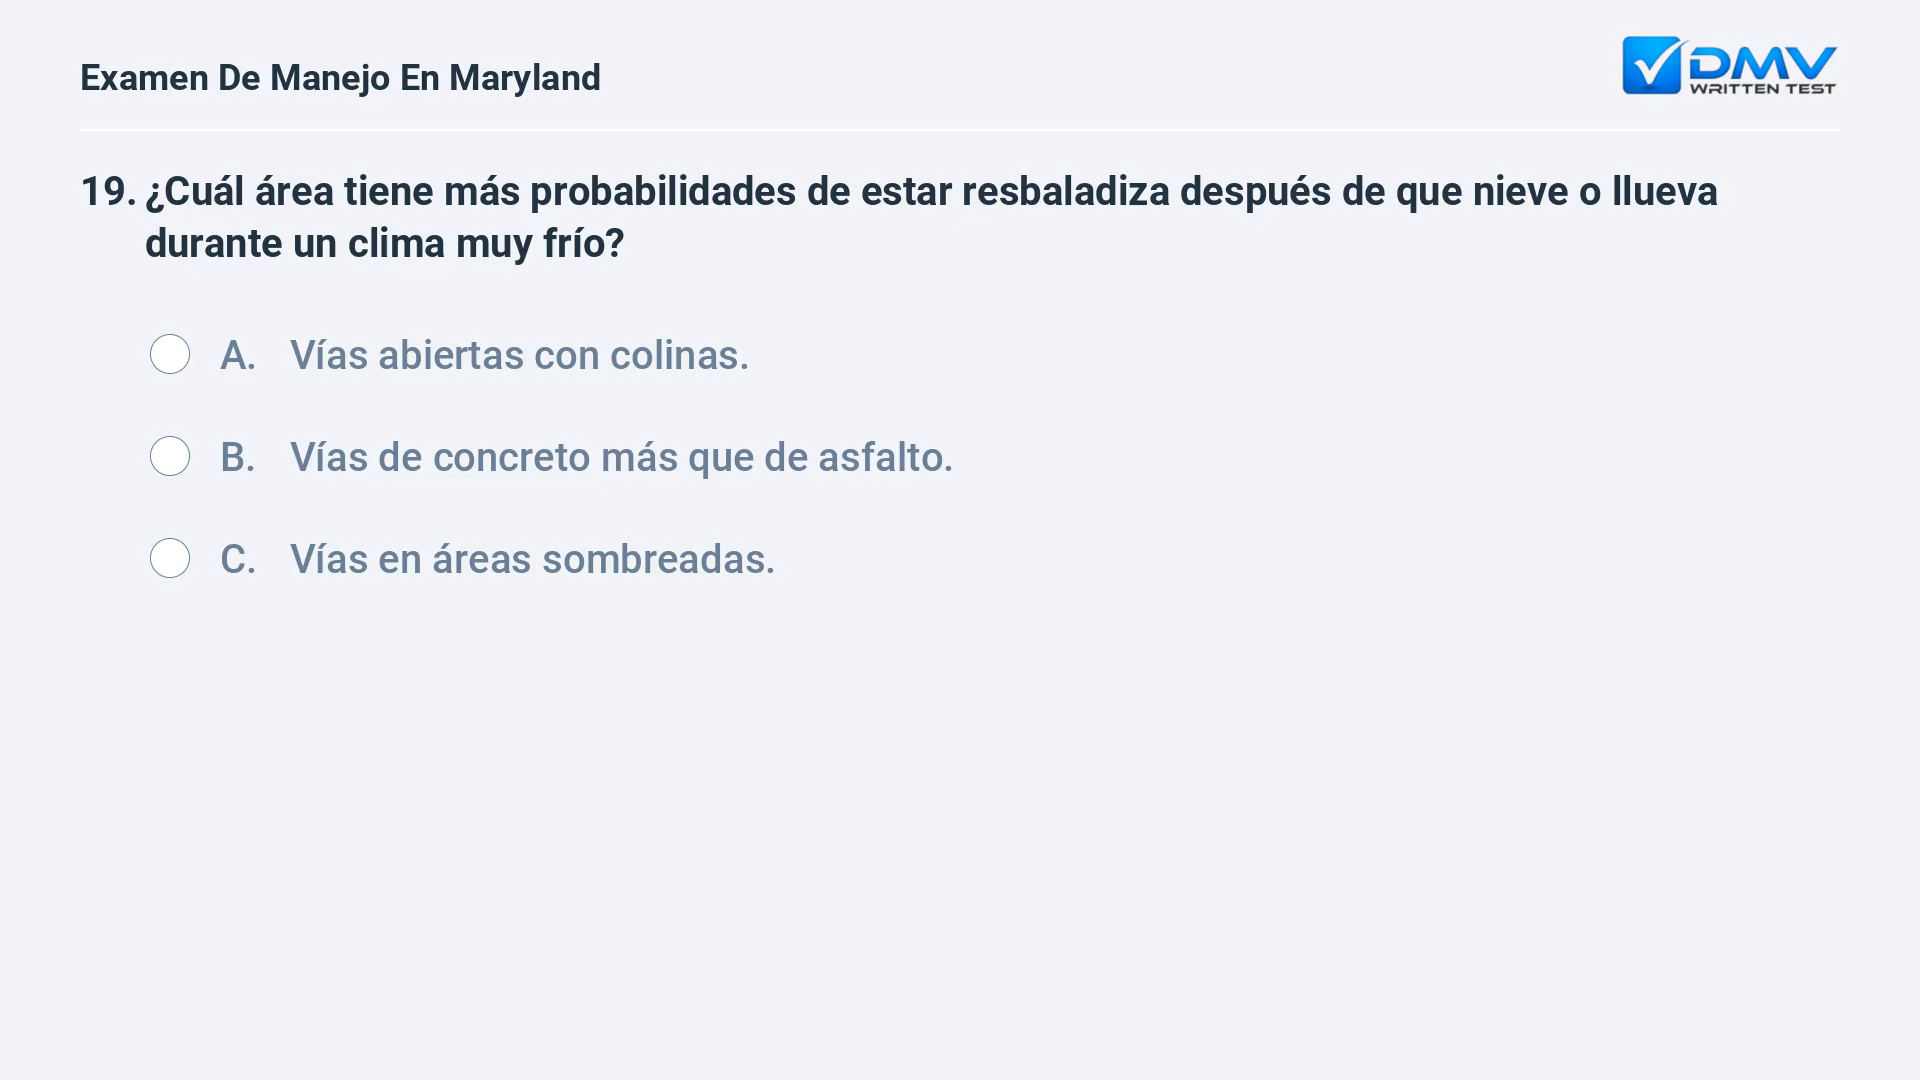 Examen De Manejo En Maryland
DMV
WRITTEN TEST
19. ¿Cuál área tiene más probabilidades de estar resbaladiza después de que nieve o llueva
durante un clima muy frío?
A. Vías abiertas con colinas.
B. Vías de concreto más que de asfalto.
C. Vías en áreas sombreadas.